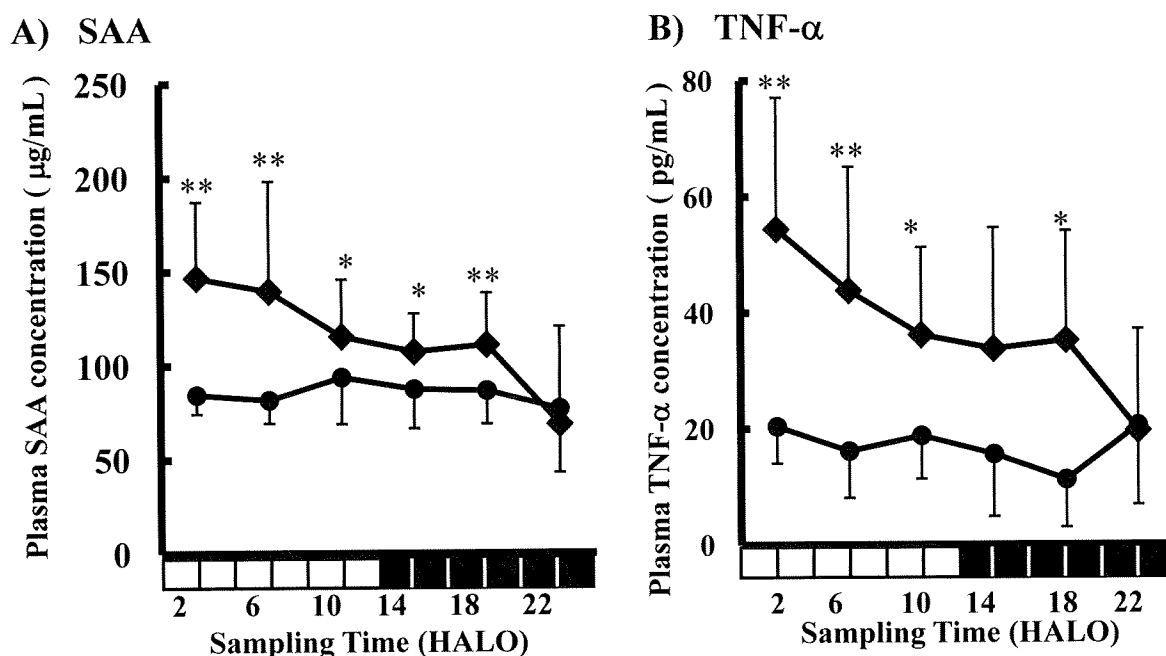 A) SAA
Plasma SAA concentration ( μg/mL )
250
200
150
100
50
0
** ** * * **
2 6 10 14 18 22
Sampling Time (HALO)
B) TNF-α
Plasma TNF-α concentration ( pg/mL )
80
60
40
20
0
** ** * *
2 6 10 14 18 22
Sampling Time (HALO)